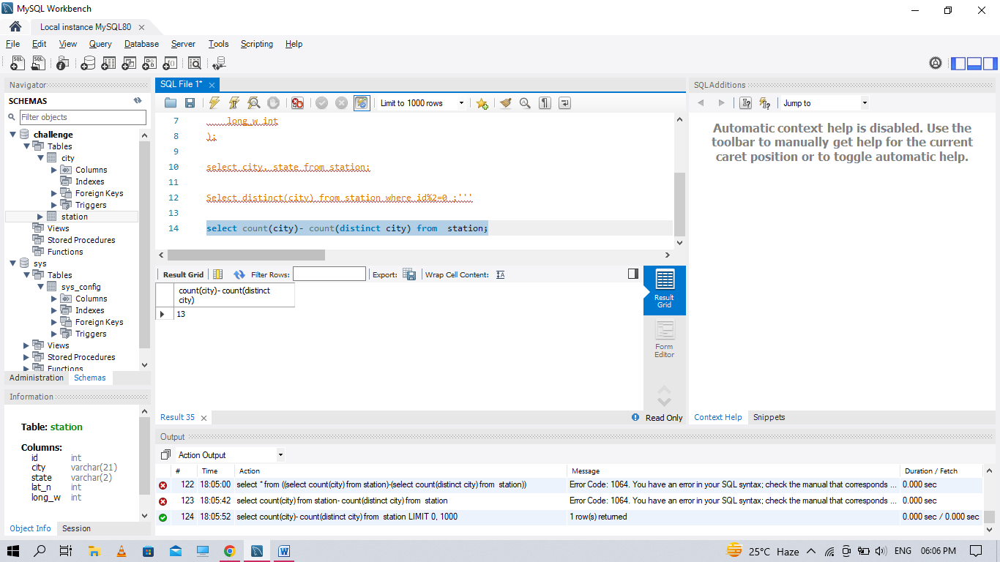 MySQL Workbench
Local instance MySQL80
File Edit View Query Database Server Tools Scripting Help
Navigator
SCHEMAS
Filter objects
challenge
Tables
city
Columns
Indexes
Foreign Keys
Triggers
station
Views
Stored Procedures
Functions
sys
Tables
sys_config
Columns
Indexes
Foreign Keys
Triggers
Views
Stored Procedures
Functions
Administration Schemas
Information
Table: station
Columns:
id int
city varchar(21)
state varchar(2)
lat_n int
long_w int
Object Info Session
SQL File 1*
Limit to 1000 rows
7 long_w int
8 );
9
10 select city, state from station;
11
12 Select distinct(city) from station where id%2=0 ;'''
13
14 select count(city)- count(distinct city) from  station;
Result Grid Filter Rows: Export: Wrap Cell Content:
count(city)- count(distinct
city)
13
Result
Grid
Form
Editor
Result 35
Read Only
SQLAdditions
Jump to
Automatic context help is disabled. Use the
toolbar to manually get help for the current
caret position or to toggle automatic help.
Context Help Snippets
Output
Action Output
# Time Action Message Duration / Fetch
122 18:05:00 select * from ((select count(city) from station)-(select count(distinct city) from  station)) Error Code: 1064. You have an error in your SQL syntax; check the manual that corresponds ... 0.000 sec
123 18:05:42 select count(city) from station- count(distinct city) from  station Error Code: 1064. You have an error in your SQL syntax; check the manual that corresponds ... 0.000 sec
124 18:05:52 select count(city)- count(distinct city) from  station LIMIT 0, 1000 1 row(s) returned 0.000 sec / 0.000 sec
25°C Haze ENG 06:06 PM